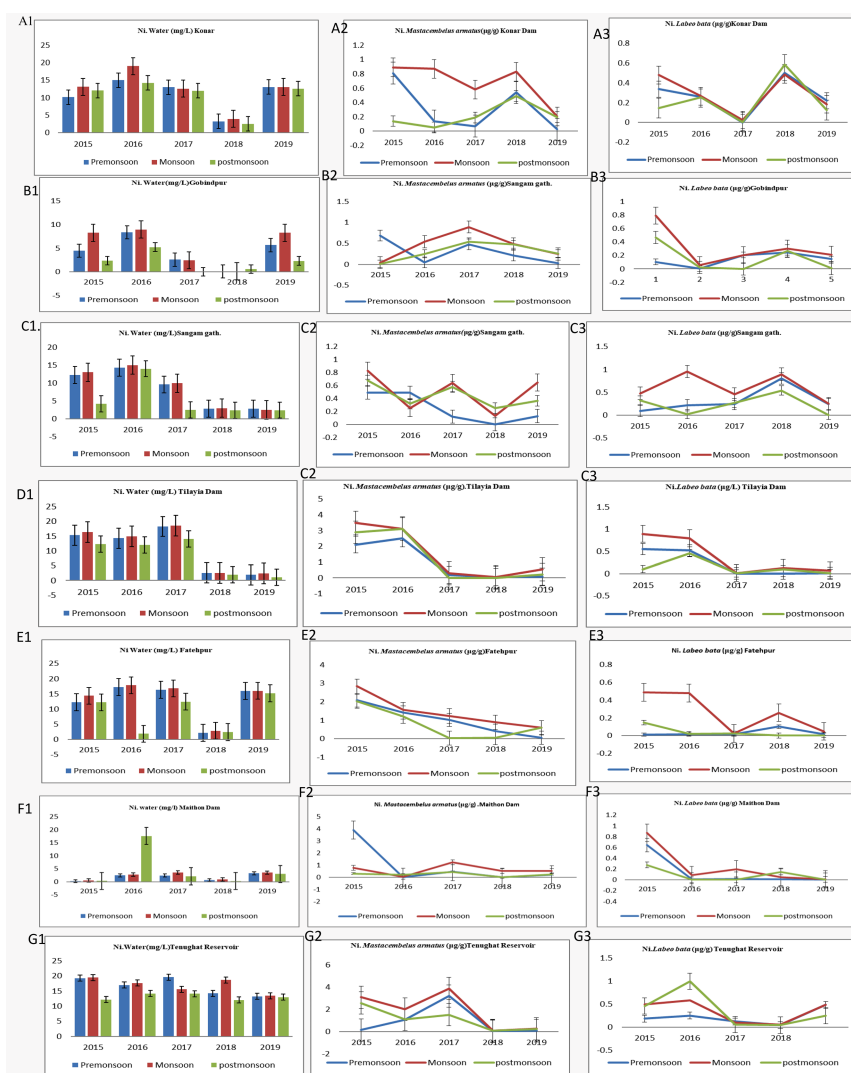 A1
Ni. Water (mg/L) Konar
25
20
15
10
5
0
2015 2016 2017 2018 2019
Premonsoon Monsoon postmonsoon
A2
Ni. Mastacembelus armatus(µg/g) Konar Dam
1.2
1
0.8
0.6
0.4
0.2
0
-0.2
2015 2016 2017 2018 2019
Premonsoon Monsoon postmonsoon
A3
Ni. Labeo bata (µg/g)Konar Dam
0.8
0.6
0.4
0.2
0
-0.2
2015 2016 2017 2018 2019
Premonsoon Monsoon postmonsoon
B1
Ni. Water(mg/L)Gobindpur
15
10
5
0
-5
2015 2016 2017 2018 2019
Premonsoon Monsoon postmonsoon
B2
Ni. Mastacembelus armatus (µg/g)Sangam gath.
1.5
1
0.5
0
-0.5
2015 2016 2017 2018 2019
Premonsoon Monsoon postmonsoon
B3
Ni. Labeo bata (µg/g)Gobindpur
1
0.8
0.6
0.4
0.2
0
-0.2
1 2 3 4 5
Premonsoon Monsoon postmonsoon
C1.
Ni. Water (mg/L)Sangam gath.
20
15
10
5
0
-5
2015 2016 2017 2018 2019
Premonsoon Monsoon postmonsoon
C2
Ni. Mastacembelus armatus(µg/g)Sangam gath.
1.2
1
0.8
0.6
0.4
0.2
0
-0.2
2015 2016 2017 2018 2019
Premonsoon Monsoon postmonsoon
C3
Ni. Labeo bata (µg/g)Sangam gath.
1.5
1
0.5
0
-0.5
2015 2016 2017 2018 2019
Premonsoon Monsoon postmonsoon
D1
Ni. Water (mg/L) Tilayia Dam
25
20
15
10
5
0
-5
2015 2016 2017 2018 2019
Premonsoon Monsoon postmonsoon
C2
Ni. Mastacembelus armatus (µg/g).Tilayia Dam
5
4
3
2
1
0
-1
2015 2016 2017 2018 2019
Premonsoon Monsoon postmonsoon
C3
Ni.Labeo bata (µg/L) Tilayia Dam
1.5
1
0.5
0
-0.5
2015 2016 2017 2018 2019
Premonsoon Monsoon postmonsoon
E1
Ni Water (mg/L) Fatehpur
25
20
15
10
5
0
-5
2015 2016 2017 2018 2019
Premonsoon Monsoon postmonsoon
E2
Ni. Mastacembelus armatus (µg/g)Fatehpur
4
3
2
1
0
-1
2015 2016 2017 2018 2019
Premonsoon Monsoon postmonsoon
E3
Ni. Labeo bata (µg/g) Fatehpur
0.8
0.6
0.4
0.2
0
-0.2
2015 2016 2017 2018 2019
Premonsoon Monsoon postmonsoon
F1
Ni. water (mg/l) Maithon Dam
25
20
15
10
5
0
-5
2015 2016 2017 2018 2019
Premonsoon Monsoon postmonsoon
F2
Ni. Mastacembelus armatus (µg/g) .Maithon Dam
5
4
3
2
1
0
2
2015 2016 2017 2018 2019
Premonsoon Monsoon postmonsoon
F3
Ni. Labeo bata (µg/g) Maithon Dam
1.2
1
0.8
0.6
0.4
0.2
0
-0.2
-0.4
2015 2016 2017 2018 2019
Premonsoon Monsoon postmonsoon
G1
Ni.Water(mg/L)Tenughat Reservoir
25
20
15
10
5
0
2015 2016 2017 2018 2019
Premonsoon Monsoon postmonsoon
G2
Ni. Mastacembelus armatus (µg/g)Tenughat Reservoir
6
4
2
0
-2
2015 2016 2017 2018 2019
Premonsoon Monsoon postmonsoon
G3
Ni.Labeo bata (µg/g) Tenughat Reservoir
1.5
1
0.5
0
-0.5
2015 2016 2017 2018 2019
Premonsoon Monsoon postmonsoon